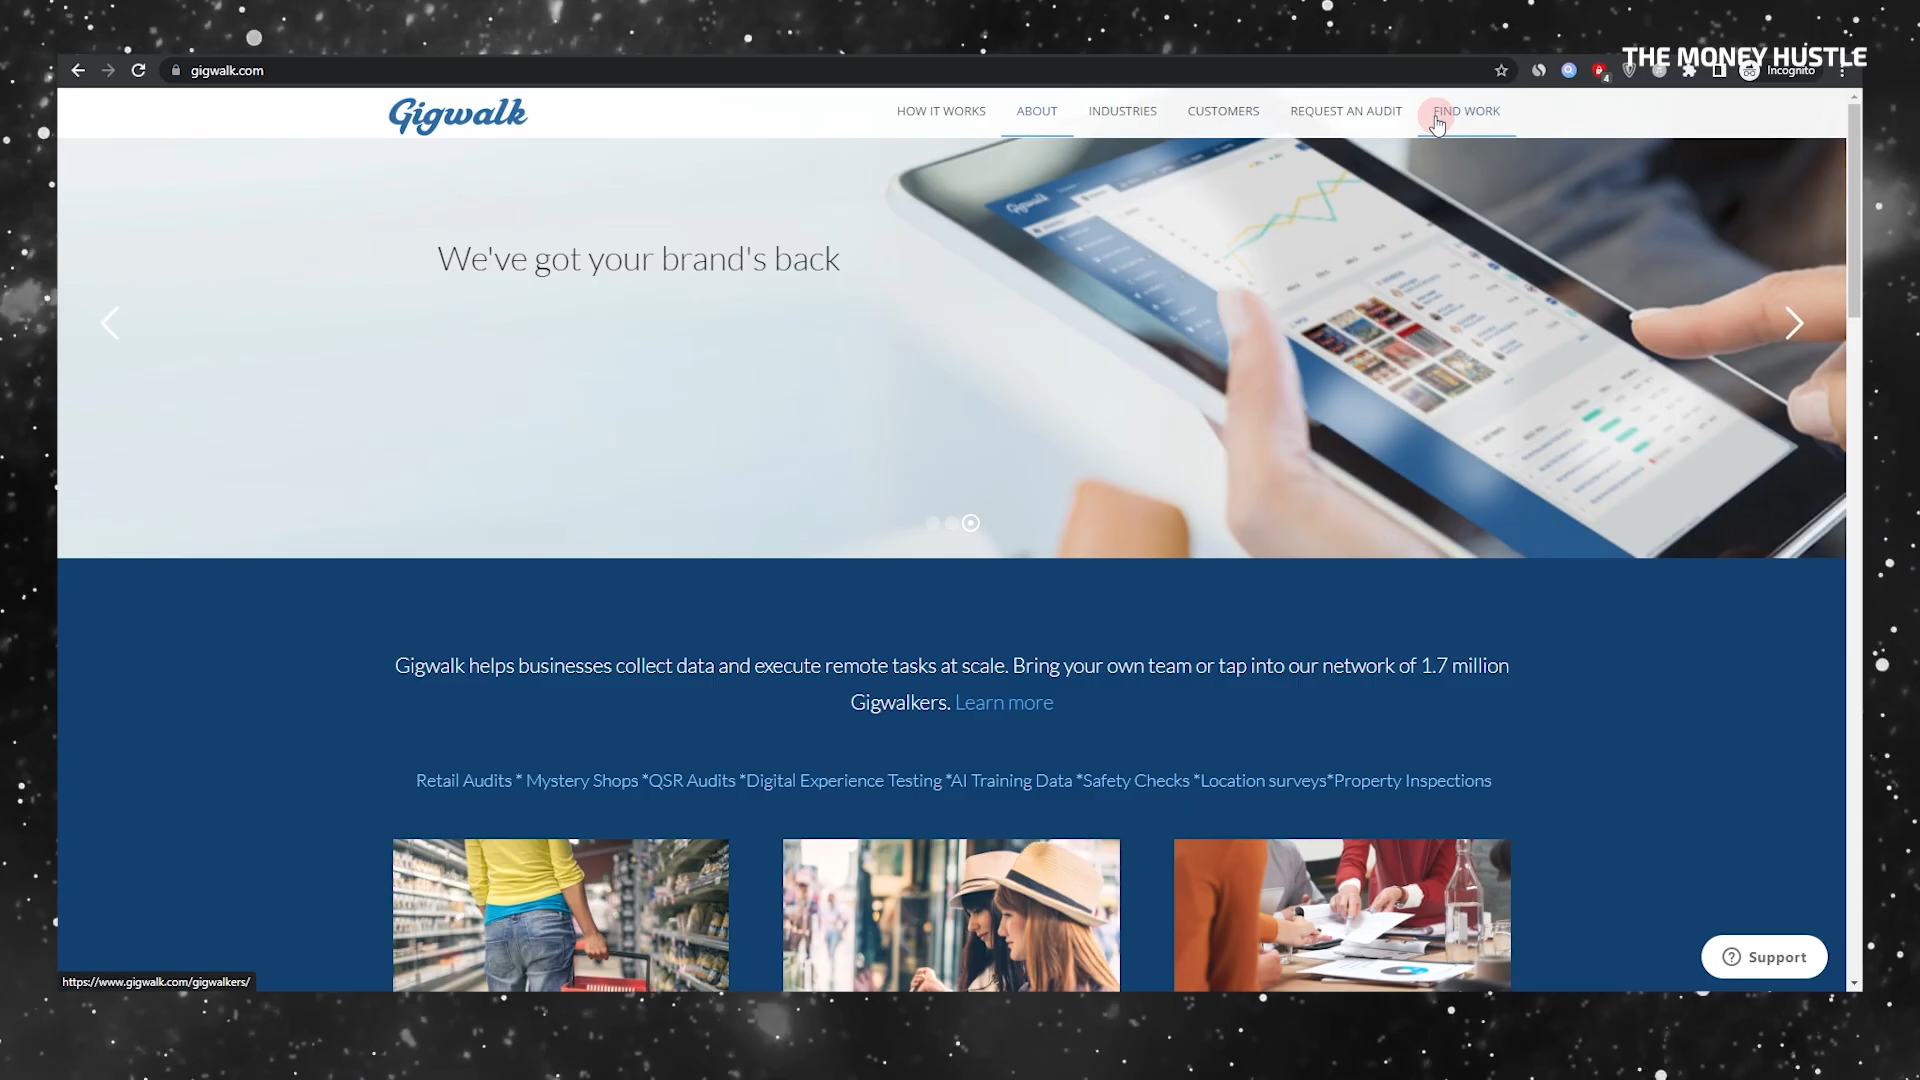 THE MONEY HUSTLE
gigwalk.com
4
Incognito
Gigwalk
HOW IT WORKS
ABOUT
INDUSTRIES
CUSTOMERS
REQUEST AN AUDIT
FIND WORK
Gigwalk
We've got your brand's back
Gigwalk helps businesses collect data and execute remote tasks at scale. Bring your own team or tap into our network of 1.7 million
Gigwalkers. Learn more
Retail Audits * Mystery Shops *QSR Audits *Digital Experience Testing *AI Training Data *Safety Checks *Location surveys*Property Inspections
Support
https://www.gigwalk.com/gigwalkers/